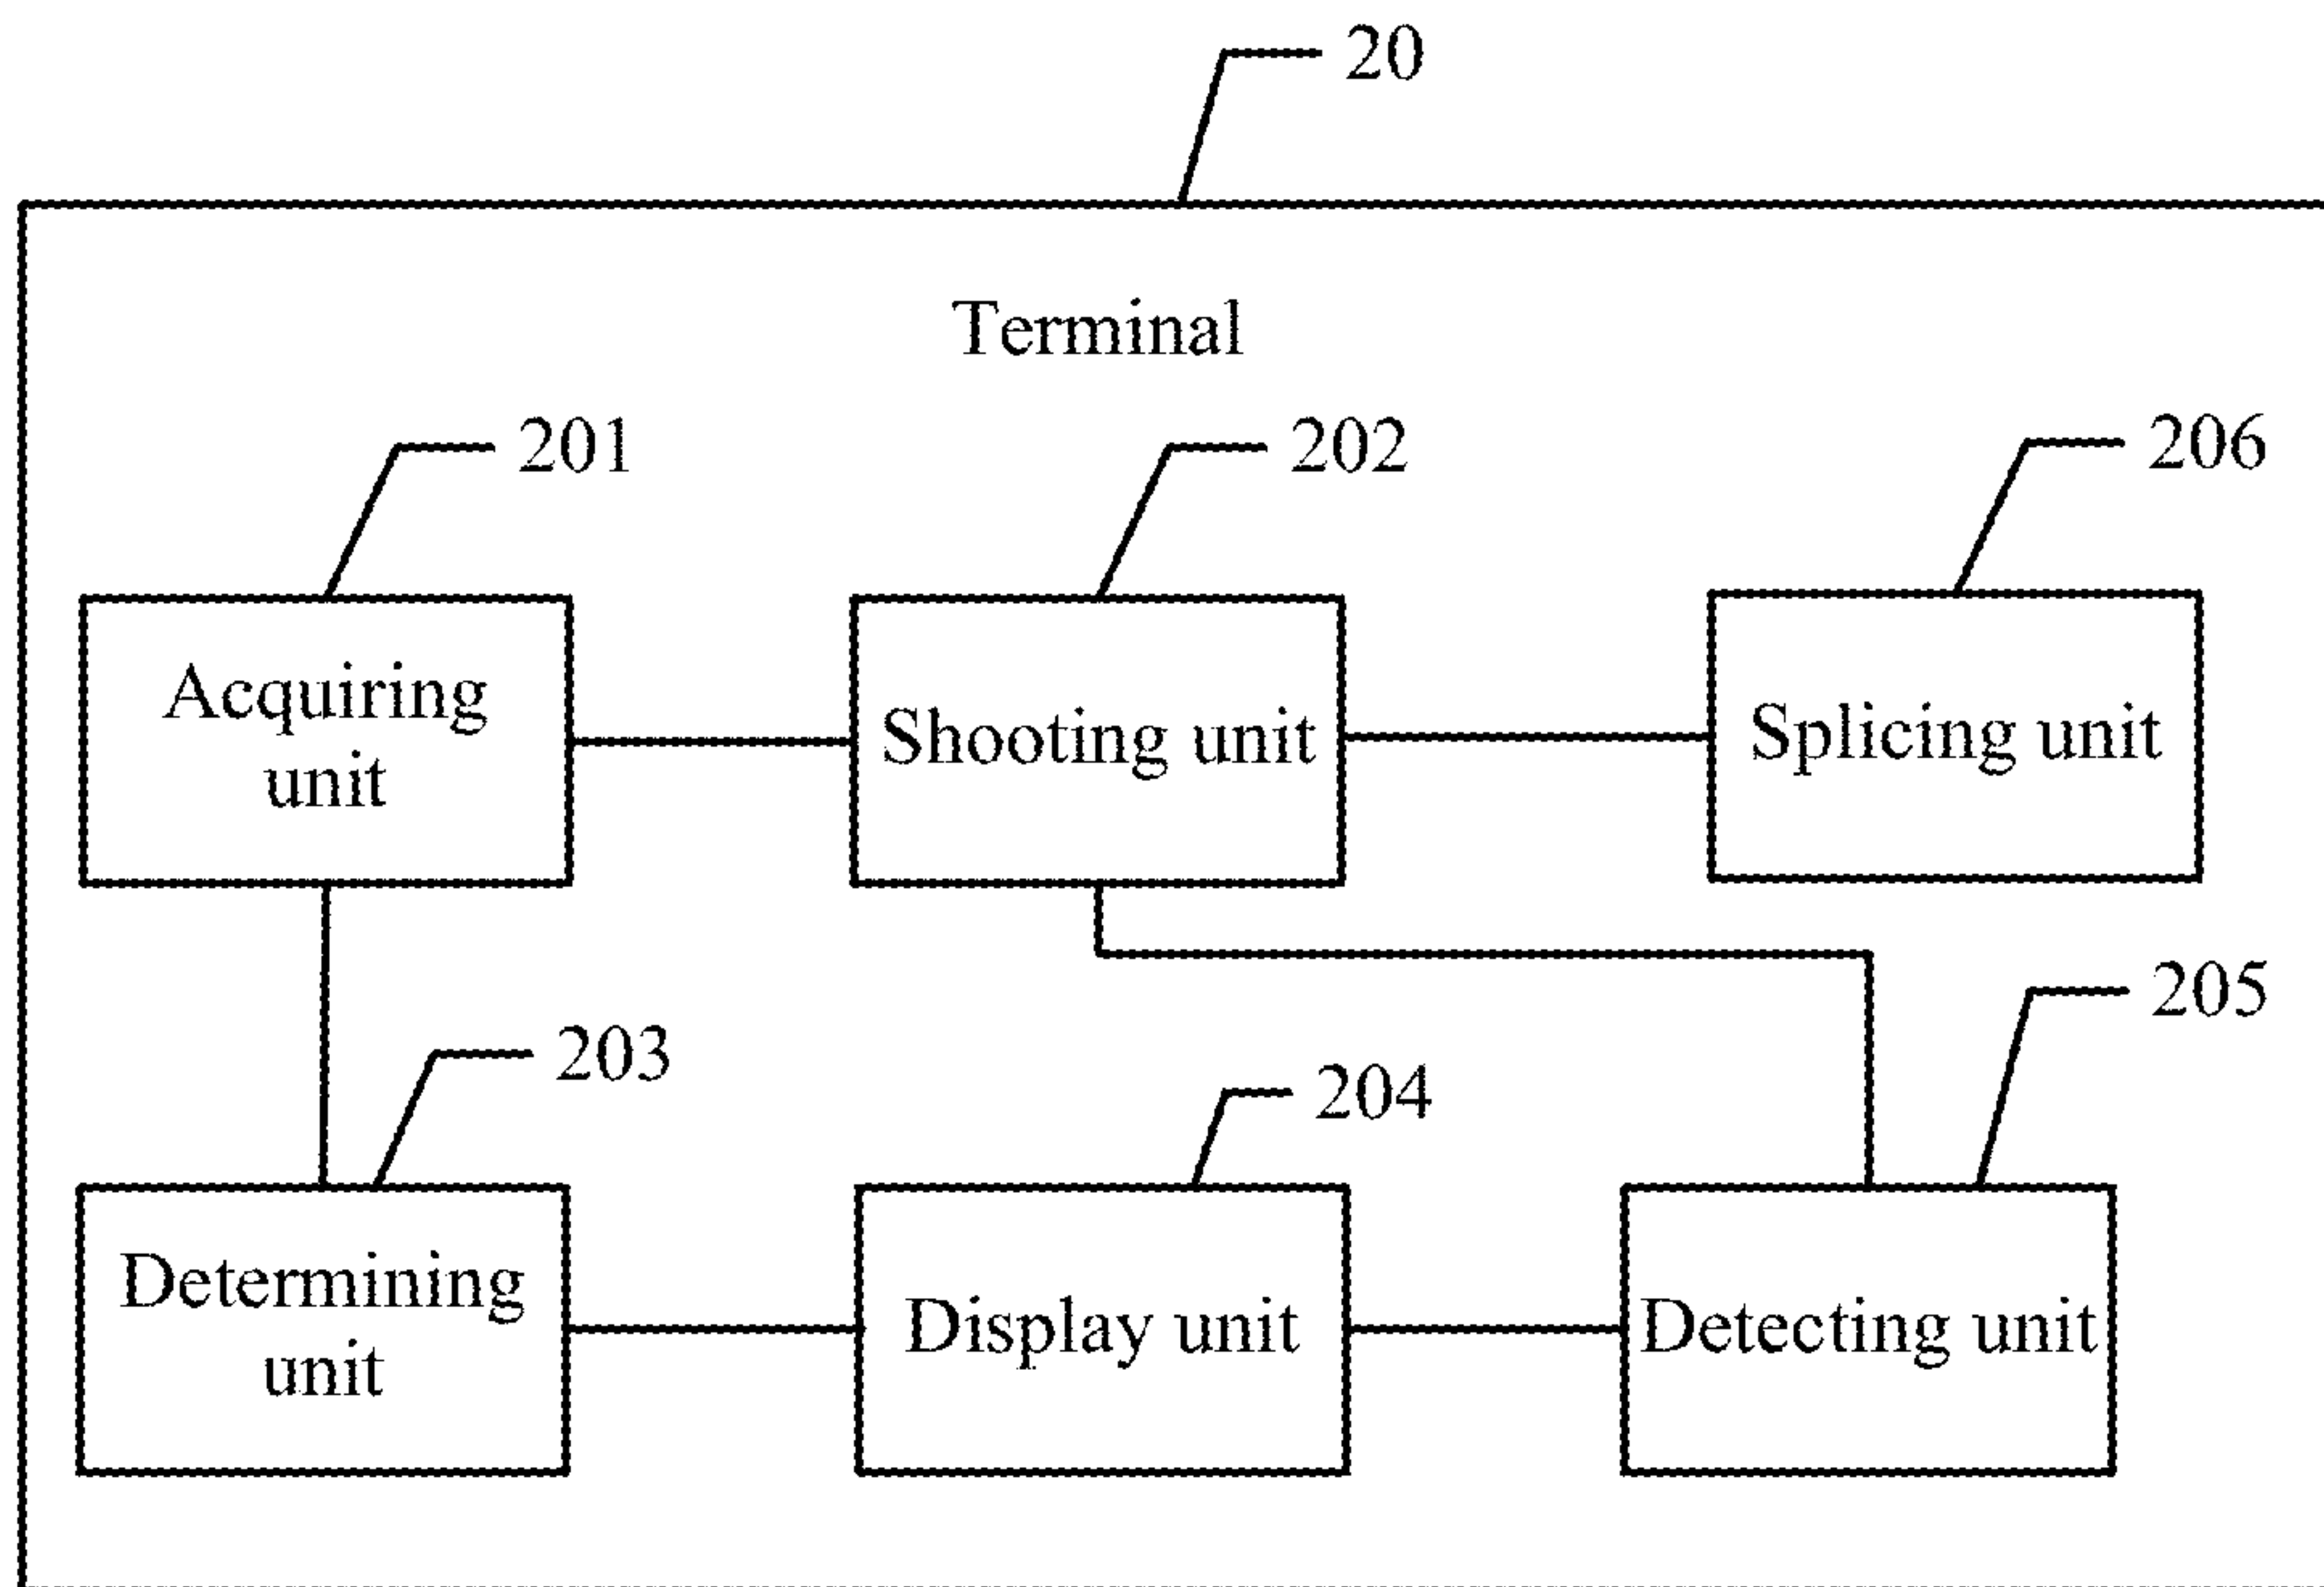 20
Terminal
201
202
206
Acquiring
unit
Shooting unit
Splicing unit
203
204
205
Determining
unit
Display unit
Detecting unit